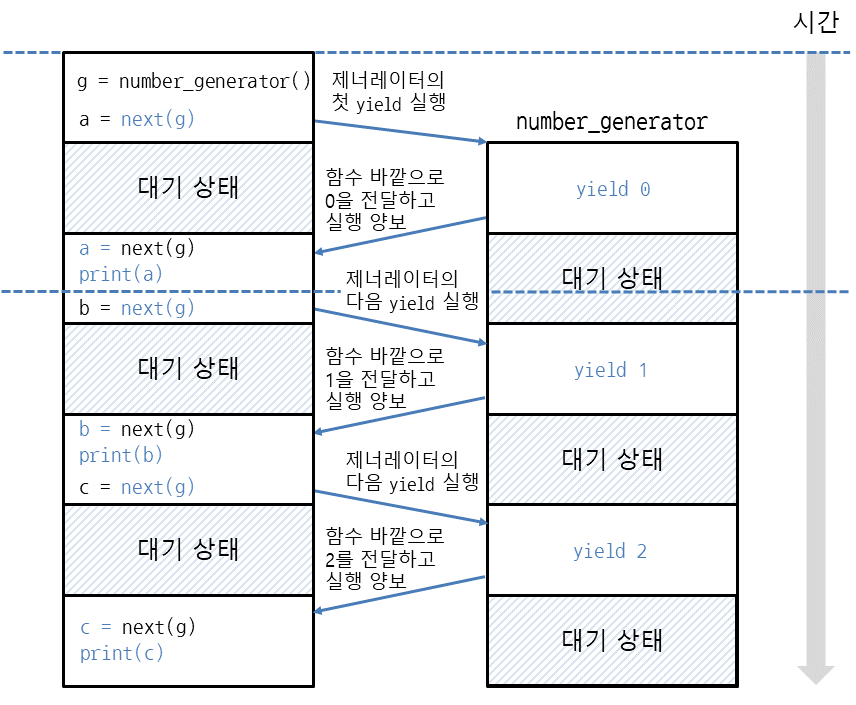 시간
g = number_generator()
a = next(g)
제너레이터의
첫 yield 실행
number_generator
대기 상태
함수 바깥으로
0을 전달하고
실행 양보
yield 0
a = next(g)
print(a)
대기 상태
제너레이터의
다음 yield 실행
b = next(g)
대기 상태
함수 바깥으로
1을 전달하고
실행 양보
yield 1
b = next(g)
print(b)
대기 상태
제너레이터의
다음 yield 실행
c = next(g)
대기 상태
함수 바깥으로
2를 전달하고
실행 양보
yield 2
c = next(g)
print(c)
대기 상태